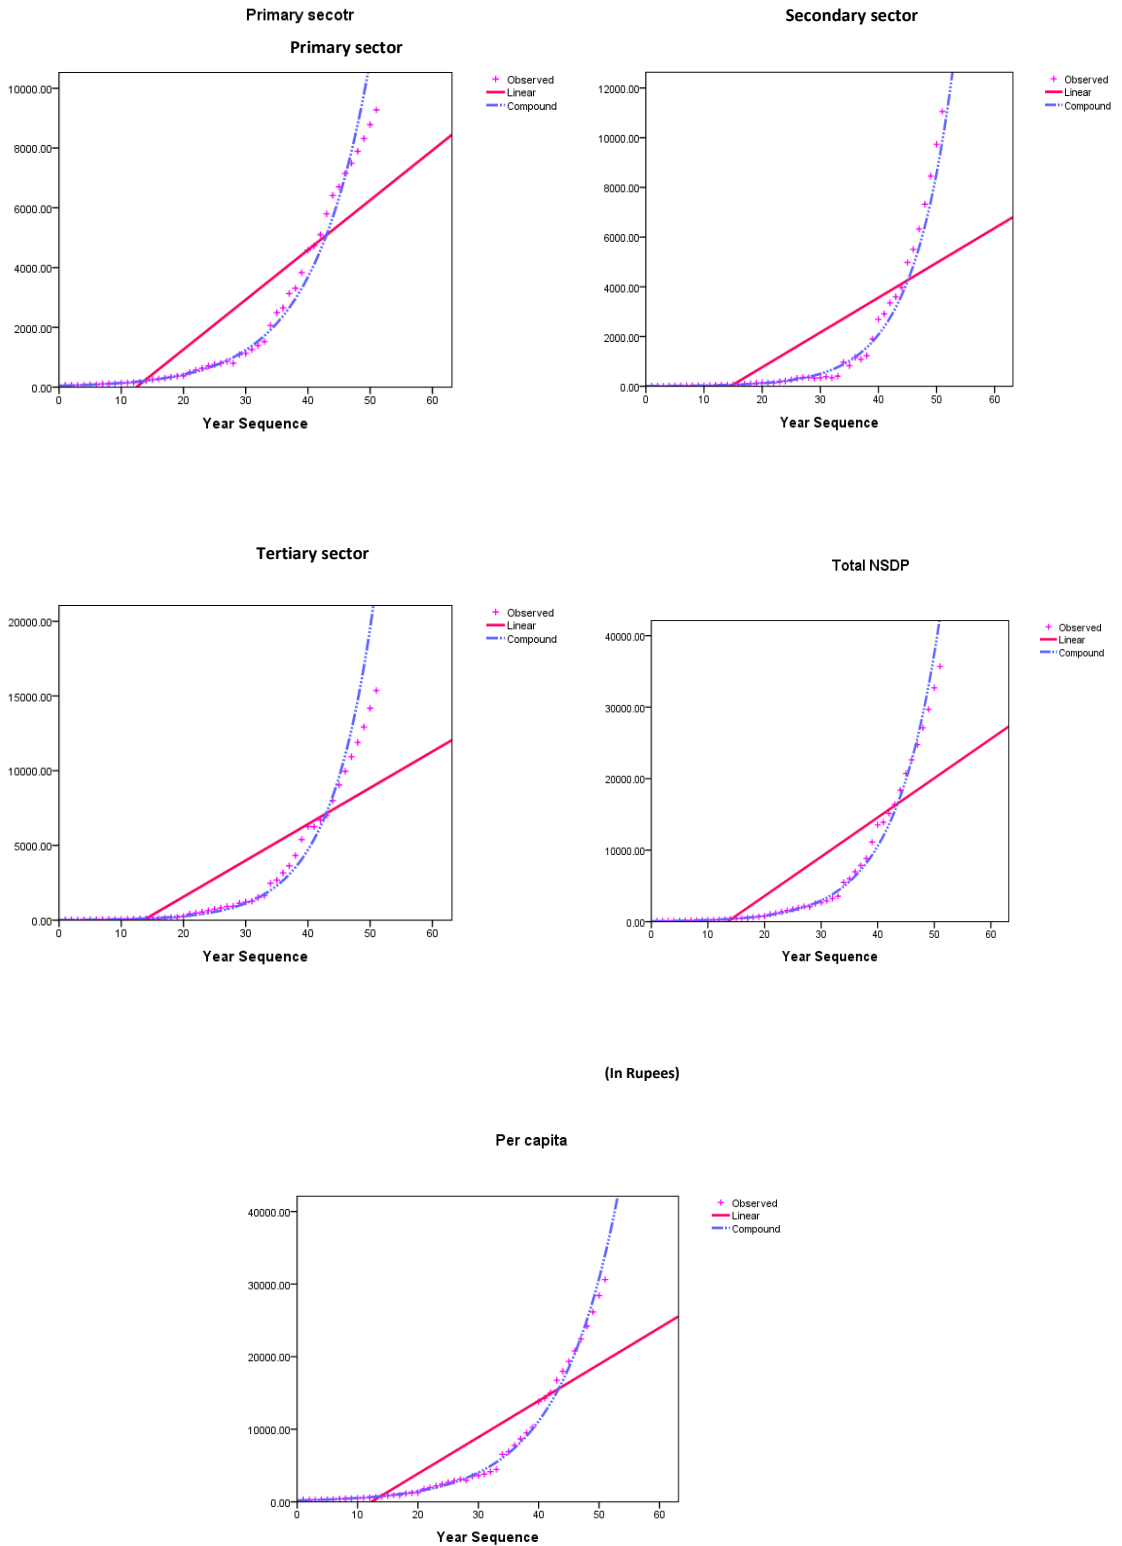 Primary secotr
Primary sector
10000.00
8000.00
6000.00
4000.00
2000.00
0.00
0 10 20 30 40 50 60
Year Sequence
Observed
Linear
Compound
Secondary sector
12000.00
10000.00
8000.00
6000.00
4000.00
2000.00
0.00
0 10 20 30 40 50 60
Year Sequence
Observed
Linear
Compound
Tertiary sector
20000.00
15000.00
10000.00
5000.00
0.00
0 10 20 30 40 50 60
Year Sequence
Observed
Linear
Compound
Total NSDP
40000.00
30000.00
20000.00
10000.00
0.00
0 10 20 30 40 50 60
Year Sequence
Observed
Linear
Compound
(In Rupees)
Per capita
40000.00
30000.00
20000.00
10000.00
0.00
0 10 20 30 40 50 60
Year Sequence
Observed
Linear
Compound